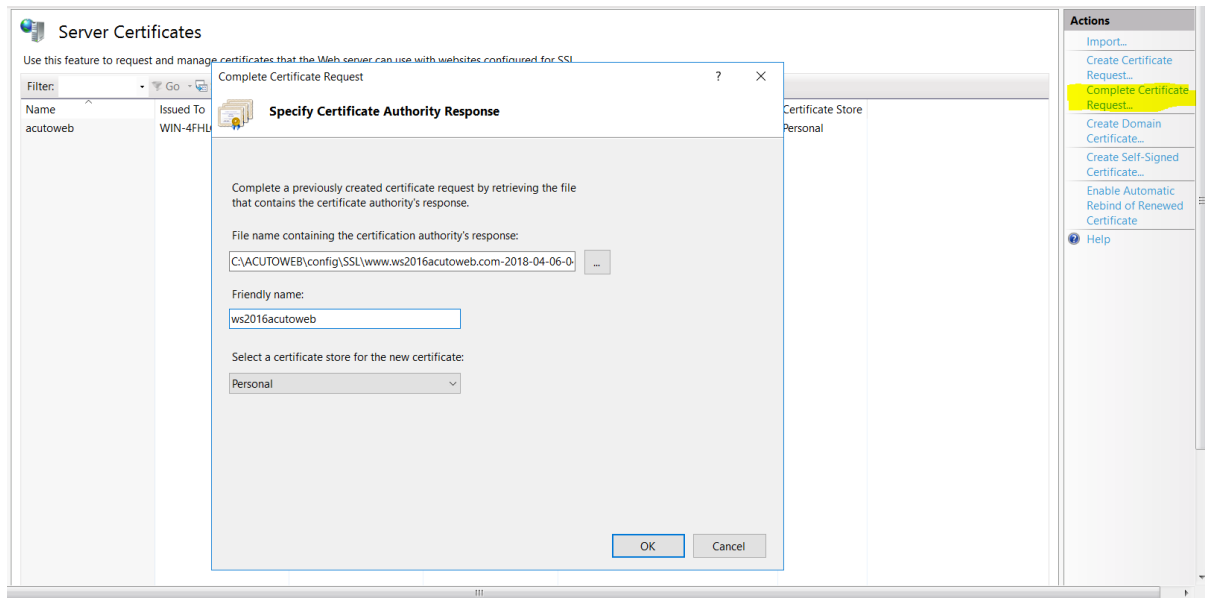 Server Certificates
Use this feature to request and manage certificates that the Web server can use with websites configured for SSL.
Filter:
Go
Name
Issued To
Certificate Store
acutoweb
WIN-4FHL
Personal
Complete Certificate Request
?
Specify Certificate Authority Response
Complete a previously created certificate request by retrieving the file
that contains the certificate authority's response.
File name containing the certification authority's response:
C:\ACUTOWEB\config\SSL\www.ws2016acutoweb.com-2018-04-06-0
...
Friendly name:
ws2016acutoweb
Select a certificate store for the new certificate:
Personal
OK
Cancel
Actions
Import...
Create Certificate
Request...
Complete Certificate
Request...
Create Domain
Certificate...
Create Self-Signed
Certificate...
Enable Automatic
Rebind of Renewed
Certificate
Help